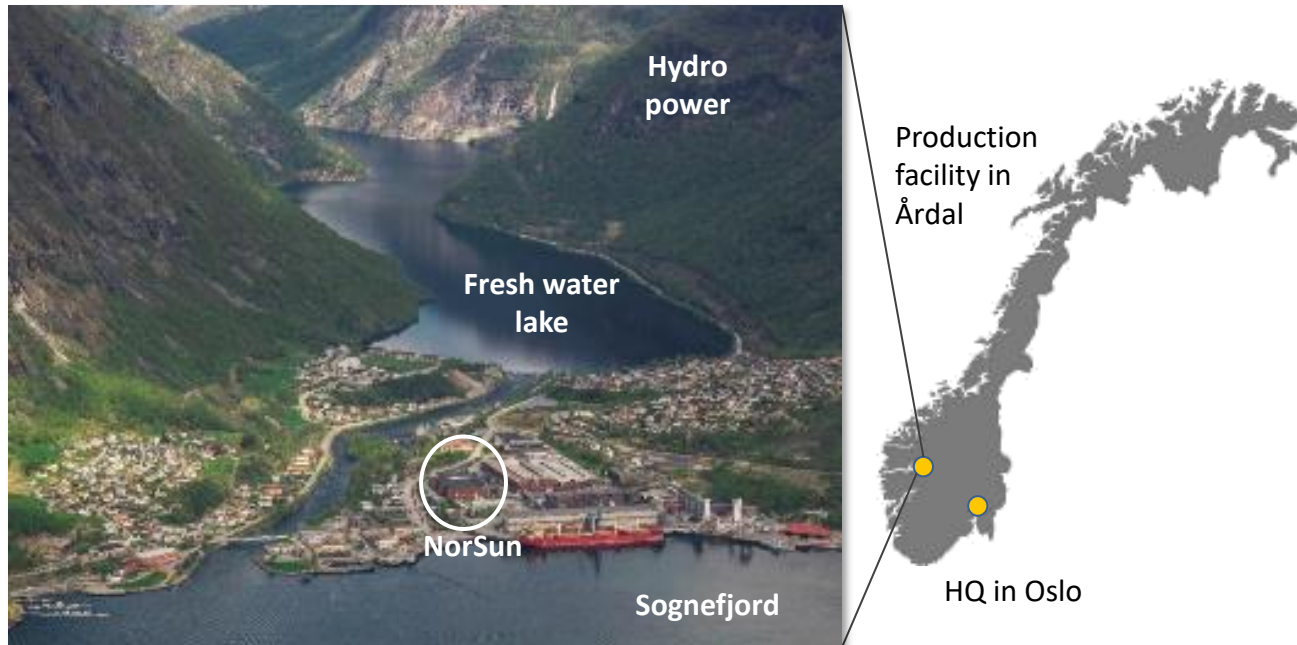 Hydro
power
Fresh water
lake
NorSun
Sognefjord
Production
facility in
Årdal
HQ in Oslo